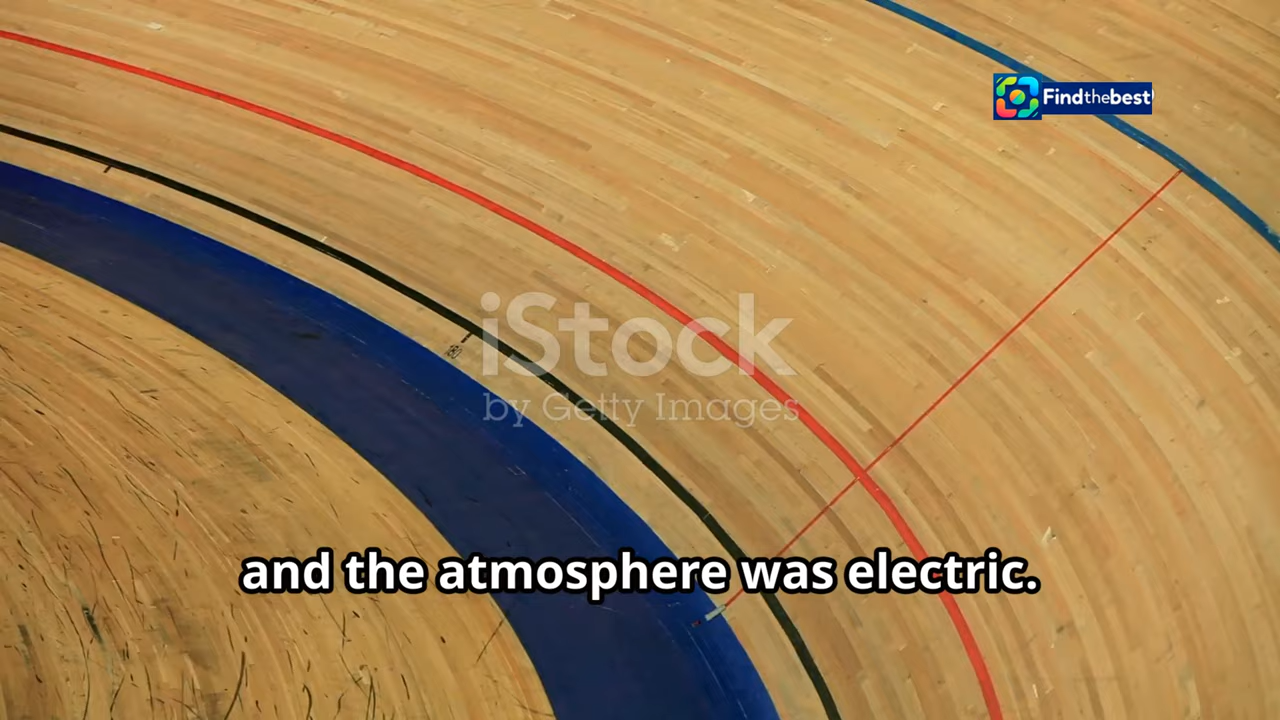 Findthebest
iStock
by Getty Images
and the atmosphere was electric.